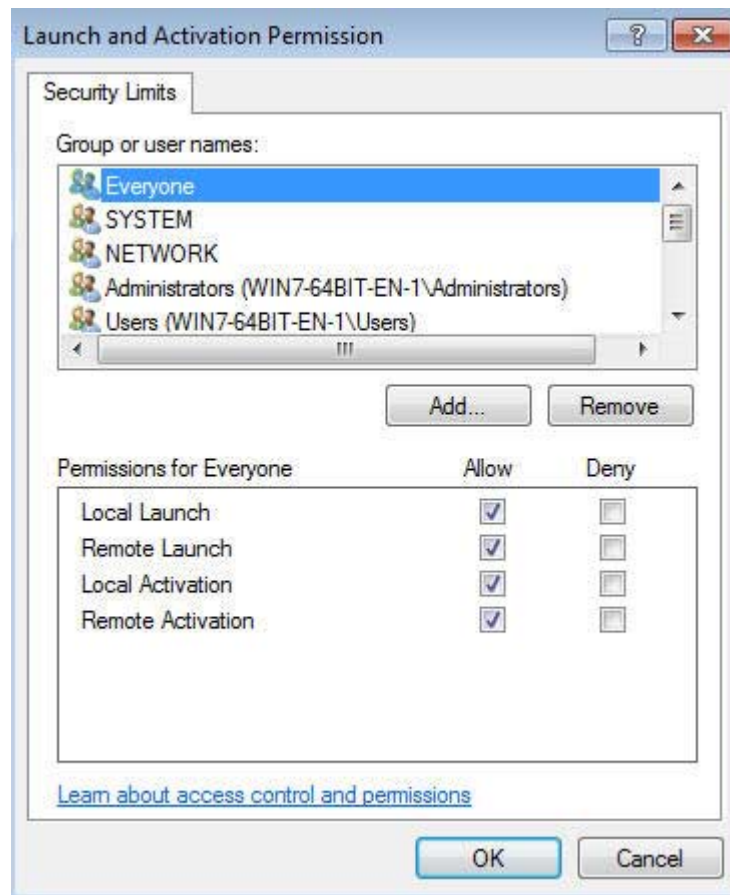 Launch and Activation Permission
Security Limits
Group or user names:
Everyone
SYSTEM
NETWORK
Administrators (WIN7-64BIT-EN-1\Administrators)
Users (WIN7-64BIT-EN-1\Users)
Add... Remove
Permissions for Everyone Allow Deny
Local Launch
Remote Launch
Local Activation
Remote Activation
Learn about access control and permissions
OK Cancel